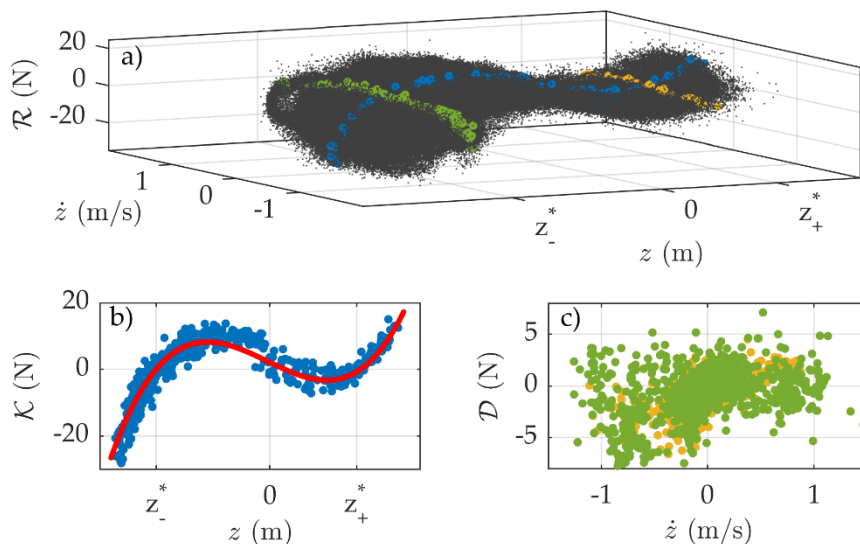 a)
20
0
-20
ℛ (N)
1
0
-1
ż (m/s)
z*₋
0
z*₊
z (m)
b)
20
0
-20
𝒦 (N)
z*₋
0
z*₊
z (m)
c)
5
0
-5
𝒟 (N)
-1
0
1
ż (m/s)